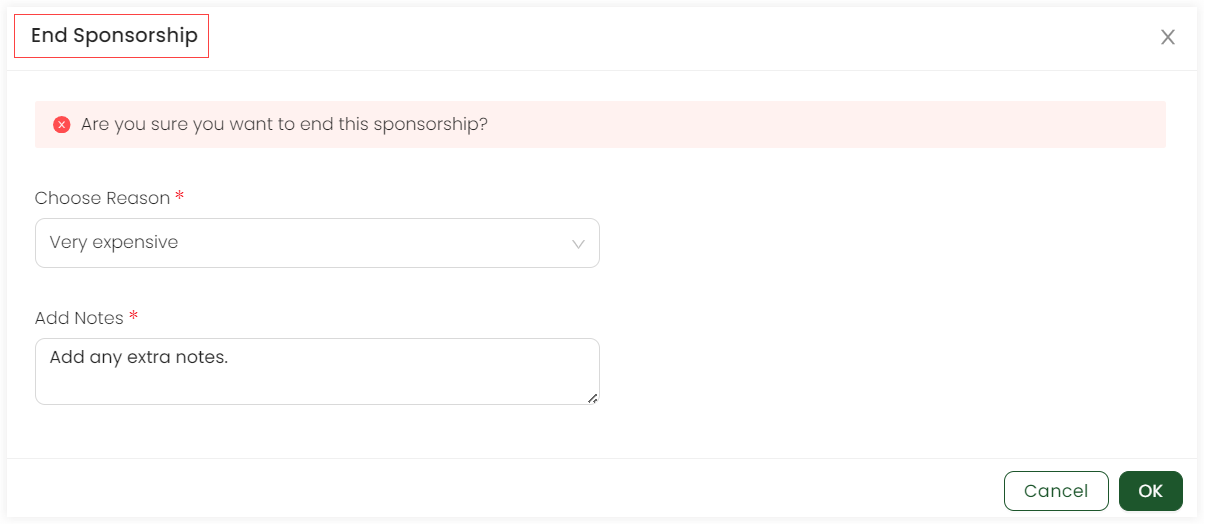 End Sponsorship
Are you sure you want to end this sponsorship?
Choose Reason *
Very expensive
Add Notes *
Add any extra notes.
Cancel
OK